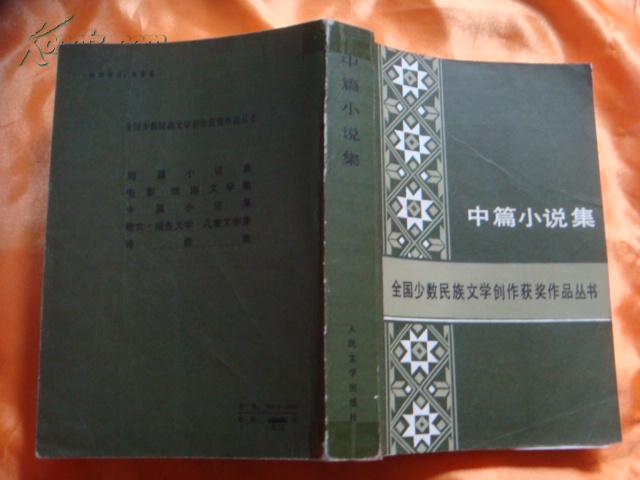 中篇小说集
全国少数民族文学创作获奖作品丛书
中篇小说集
人民文学出版社
全国少数民族文学创作获奖作品丛书
短篇小说集
电影·戏剧文学集
中篇小说集
散文·报告文学·儿童文学集
诗歌集